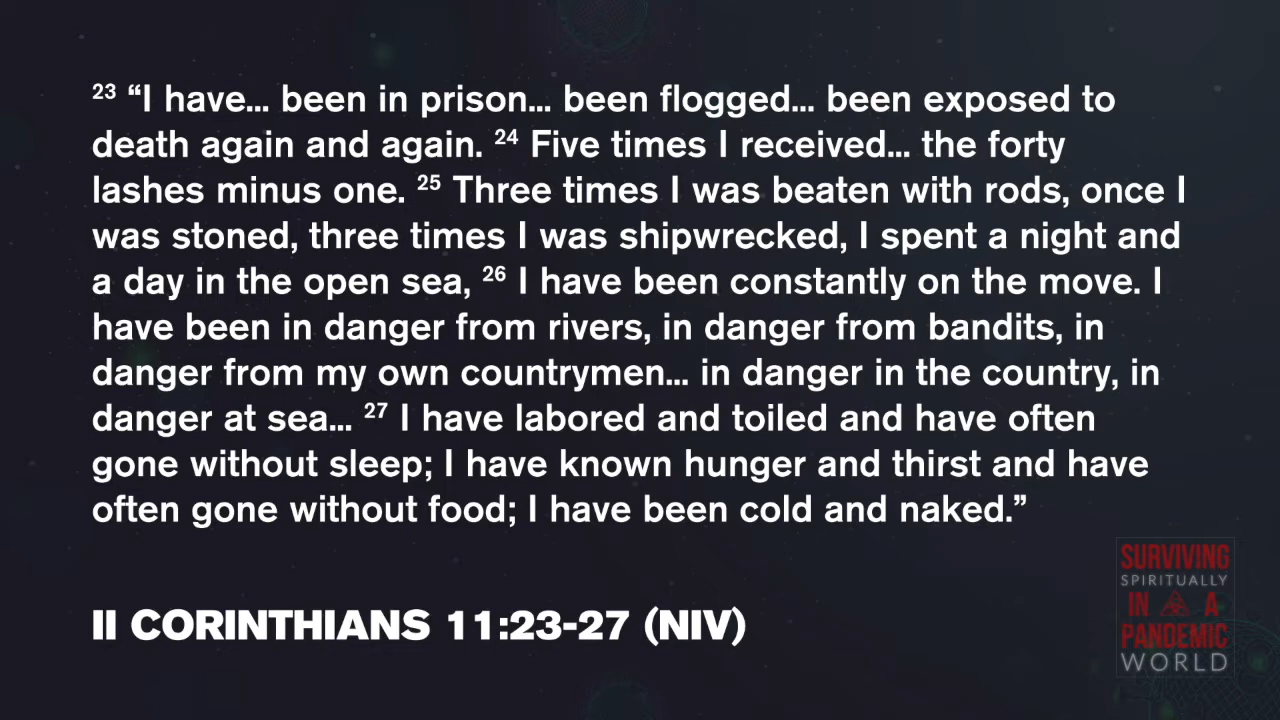 ²³ “I have... been in prison... been flogged... been exposed to
death again and again. ²⁴ Five times I received... the forty
lashes minus one. ²⁵ Three times I was beaten with rods, once I
was stoned, three times I was shipwrecked, I spent a night and
a day in the open sea, ²⁶ I have been constantly on the move. I
have been in danger from rivers, in danger from bandits, in
danger from my own countrymen... in danger in the country, in
danger at sea... ²⁷ I have labored and toiled and have often
gone without sleep; I have known hunger and thirst and have
often gone without food; I have been cold and naked.”
II CORINTHIANS 11:23-27 (NIV)
SURVIVING
SPIRITUALLY
IN A
PANDEMIC
WORLD